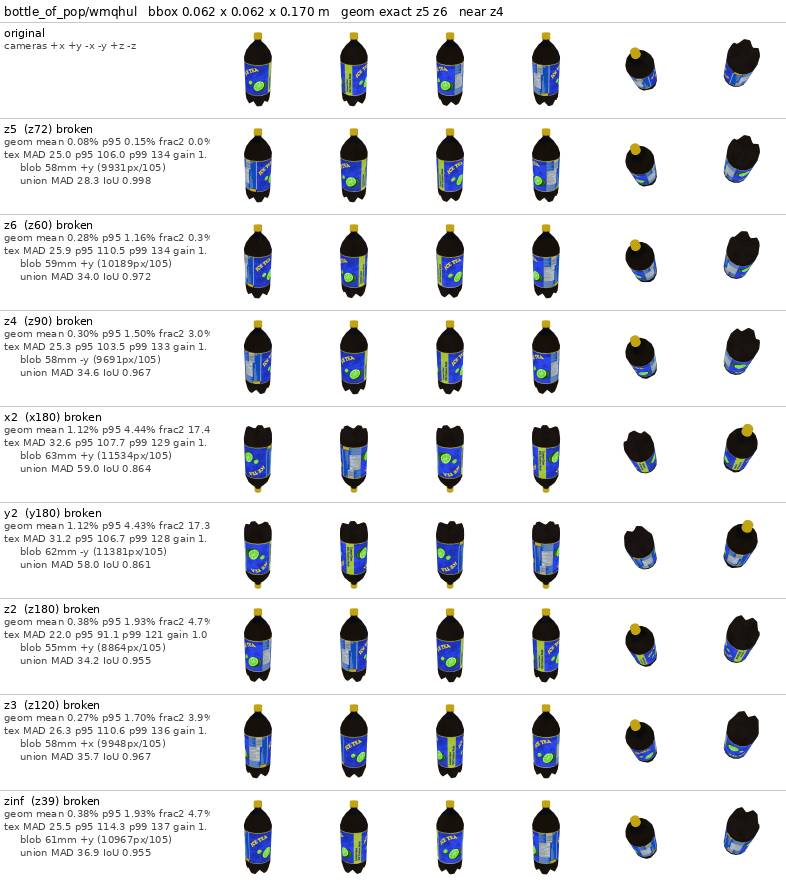 bottle_of_pop/wmqhul bbox 0.062 x 0.062 x 0.170 m geom exact z5 z6 near z4
original
cameras +x +y -x -y +z -z
z5 (z72) broken
geom mean 0.08% p95 0.15% frac2 0.0%
tex MAD 25.0 p95 106.0 p99 134 gain 1.
blob 58mm +y (9931px/105)
union MAD 28.3 IoU 0.998
z6 (z60) broken
geom mean 0.28% p95 1.16% frac2 0.3%
tex MAD 25.9 p95 110.5 p99 134 gain 1.
blob 59mm +y (10189px/105)
union MAD 34.0 IoU 0.972
z4 (z90) broken
geom mean 0.30% p95 1.50% frac2 3.0%
tex MAD 25.3 p95 103.5 p99 133 gain 1.
blob 58mm -y (9691px/105)
union MAD 34.6 IoU 0.967
x2 (x180) broken
geom mean 1.12% p95 4.44% frac2 17.4
tex MAD 32.6 p95 107.7 p99 129 gain 1.
blob 63mm +y (11534px/105)
union MAD 59.0 IoU 0.864
y2 (y180) broken
geom mean 1.12% p95 4.43% frac2 17.3
tex MAD 31.2 p95 106.7 p99 128 gain 1.
blob 62mm -y (11381px/105)
union MAD 58.0 IoU 0.861
z2 (z180) broken
geom mean 0.38% p95 1.93% frac2 4.7%
tex MAD 22.0 p95 91.1 p99 121 gain 1.0
blob 55mm +y (8864px/105)
union MAD 34.2 IoU 0.955
z3 (z120) broken
geom mean 0.27% p95 1.70% frac2 3.9%
tex MAD 26.3 p95 110.6 p99 136 gain 1.
blob 58mm +x (9948px/105)
union MAD 35.7 IoU 0.967
zinf (z39) broken
geom mean 0.38% p95 1.93% frac2 4.7%
tex MAD 25.5 p95 114.3 p99 137 gain 1.
blob 61mm +y (10967px/105)
union MAD 36.9 IoU 0.955